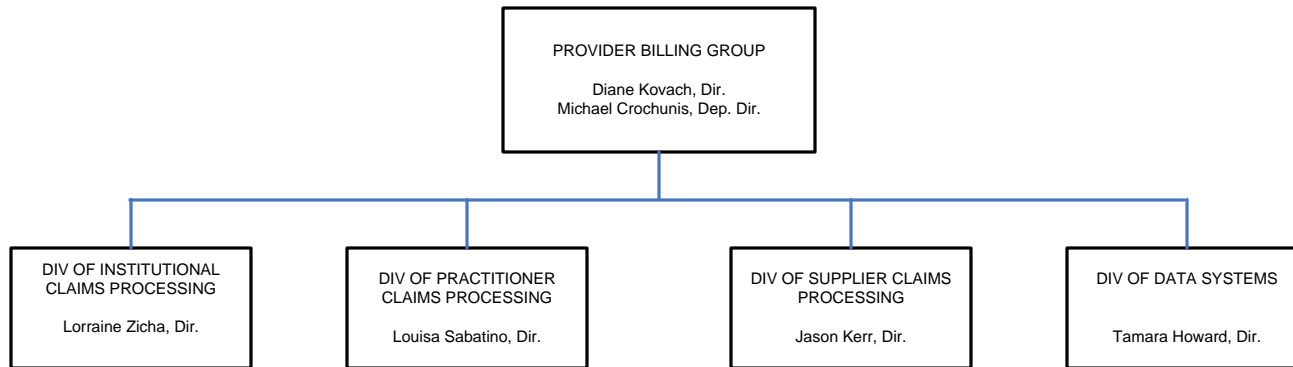 PROVIDER BILLING GROUP
Diane Kovach, Dir.
Michael Crochunis, Dep. Dir.
DIV OF INSTITUTIONAL
CLAIMS PROCESSING
Lorraine Zicha, Dir.
DIV OF PRACTITIONER
CLAIMS PROCESSING
Louisa Sabatino, Dir.
DIV OF SUPPLIER CLAIMS
PROCESSING
Jason Kerr, Dir.
DIV OF DATA SYSTEMS
Tamara Howard, Dir.